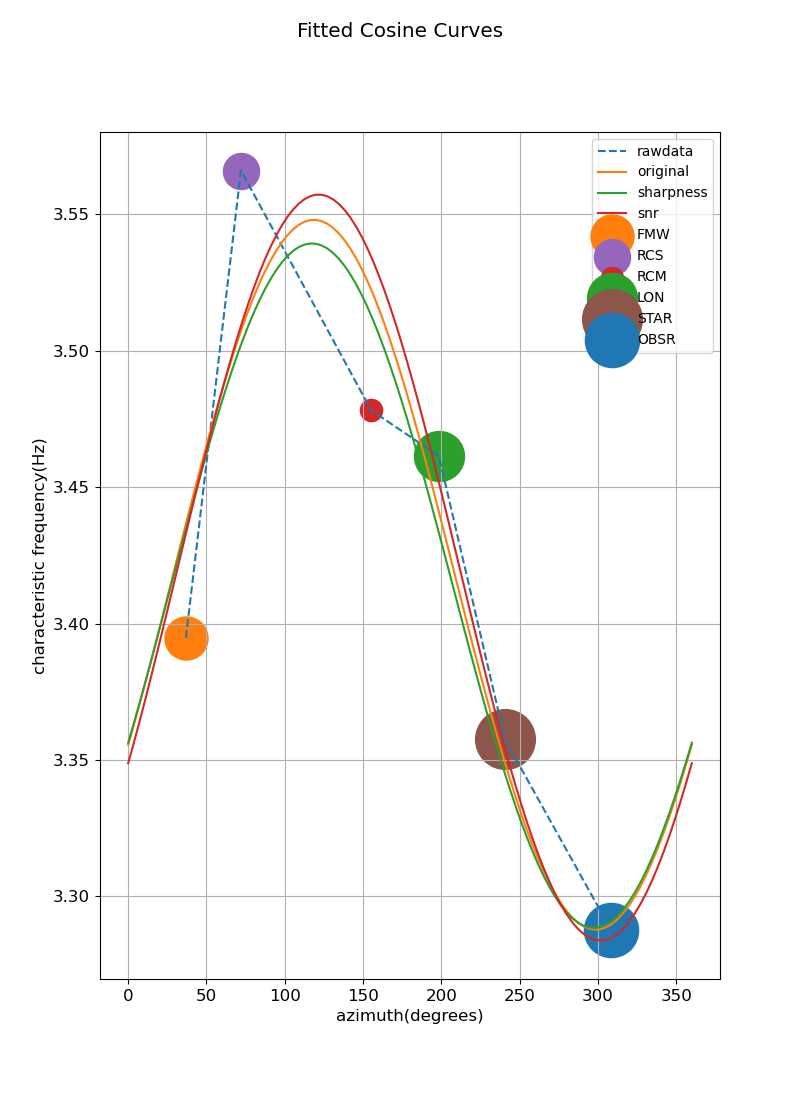 Fitted Cosine Curves
rawdata
original
sharpness
snr
FMW
RCS
RCM
LON
STAR
OBSR
characteristic frequency(Hz)
3.55
3.50
3.45
3.40
3.35
3.30
0 50 100 150 200 250 300 350
azimuth(degrees)